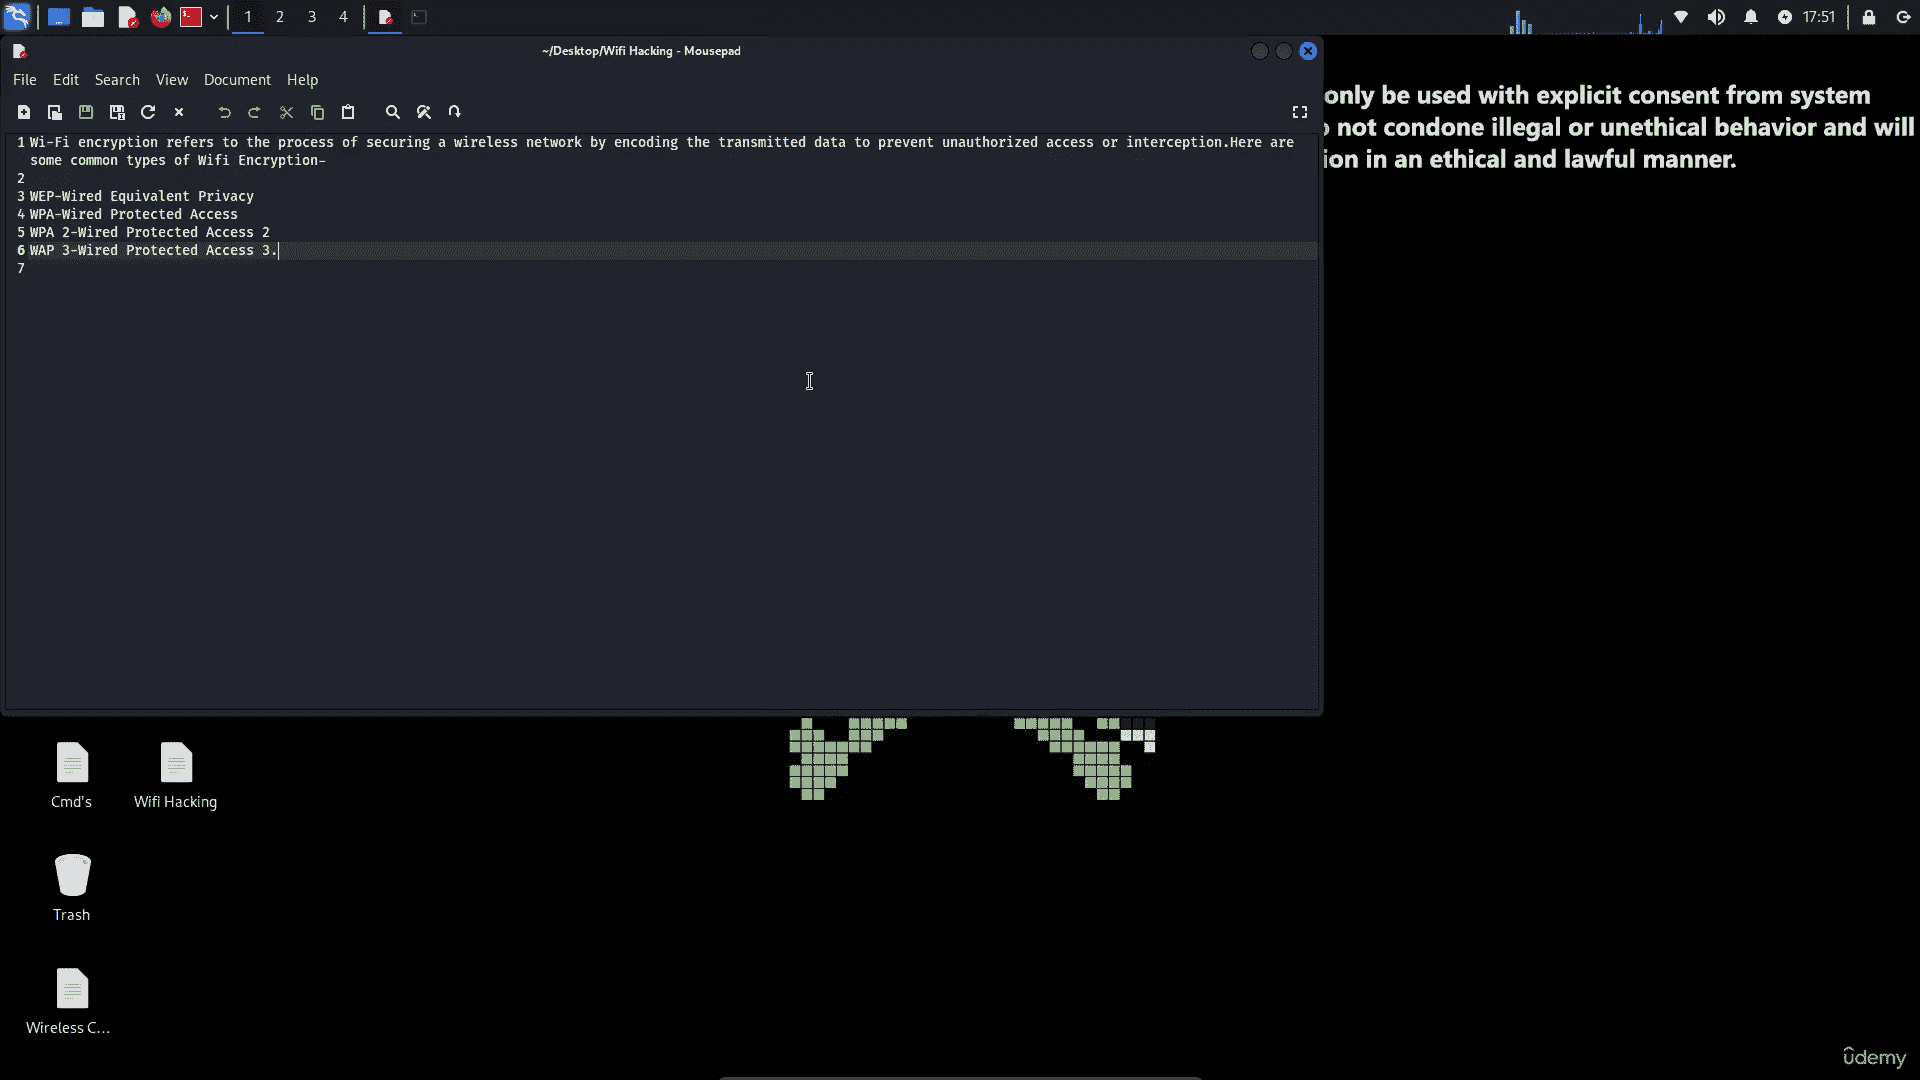 1 2 3 4
17:51
~/Desktop/Wifi Hacking - Mousepad
File Edit Search View Document Help
only be used with explicit consent from system
not condone illegal or unethical behavior and will
ion in an ethical and lawful manner.
1 Wi-Fi encryption refers to the process of securing a wireless network by encoding the transmitted data to prevent unauthorized access or interception.Here are
some common types of Wifi Encryption-
2
3 WEP-Wired Equivalent Privacy
4 WPA-Wired Protected Access
5 WPA 2-Wired Protected Access 2
6 WAP 3-Wired Protected Access 3.
7
Cmd's
Wifi Hacking
Trash
Wireless C...
ûdemy